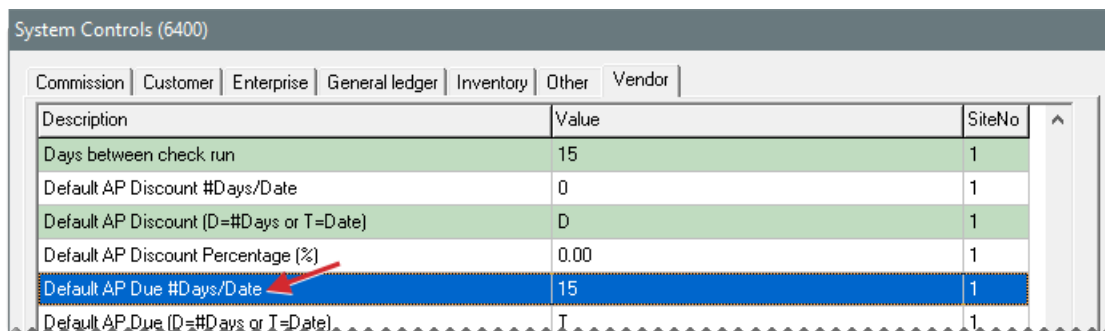 System Controls (6400)
Commission Customer Enterprise General ledger Inventory Other Vendor
Description Value SiteNo
Days between check run 15 1
Default AP Discount #Days/Date 0 1
Default AP Discount (D=#Days or T=Date) D 1
Default AP Discount Percentage (%) 0.00 1
Default AP Due #Days/Date 15 1
Default AP Due (D=#Days or T=Date) T 1